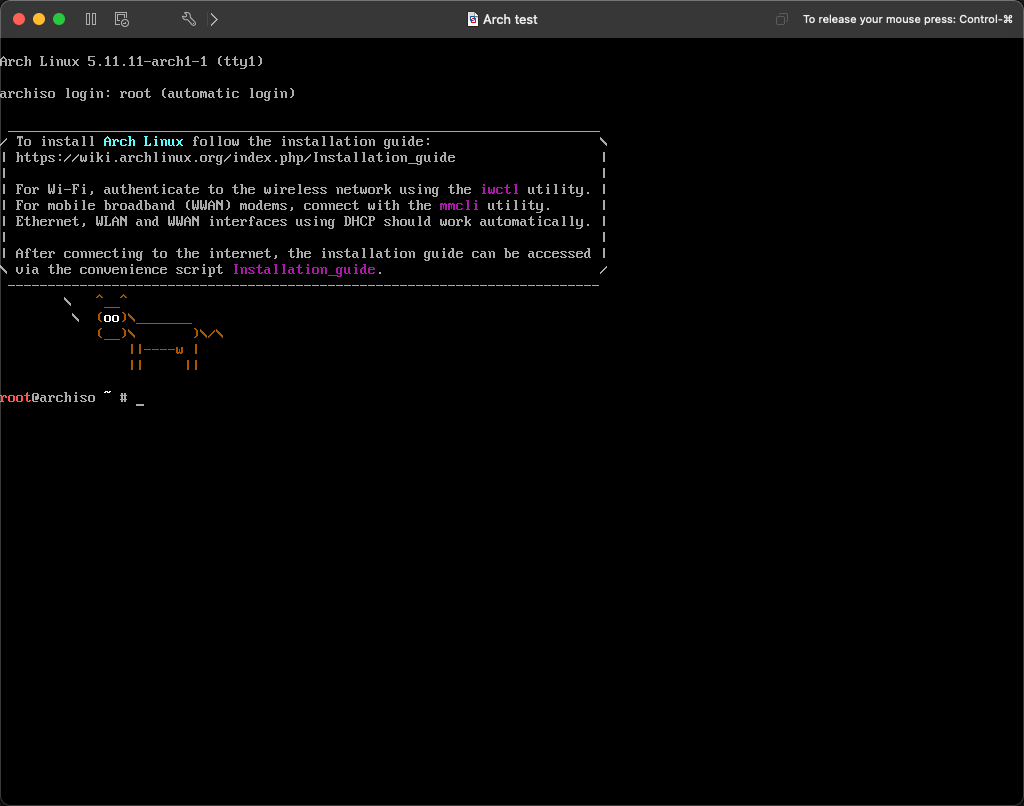 Arch test
To release your mouse press: Control-⌘
Arch Linux 5.11.11-arch1-1 (tty1)
archiso login: root (automatic login)
To install Arch Linux follow the installation guide:
https://wiki.archlinux.org/index.php/Installation_guide
For Wi-Fi, authenticate to the wireless network using the iwctl utility.
For mobile broadband (WWAN) modems, connect with the mmcli utility.
Ethernet, WLAN and WWAN interfaces using DHCP should work automatically.
After connecting to the internet, the installation guide can be accessed
via the convenience script Installation_guide.
 \   ^__^
  \  (oo)\_______
     (__)\       )\/\
         ||----w |
         ||     ||
root@archiso ~ # _